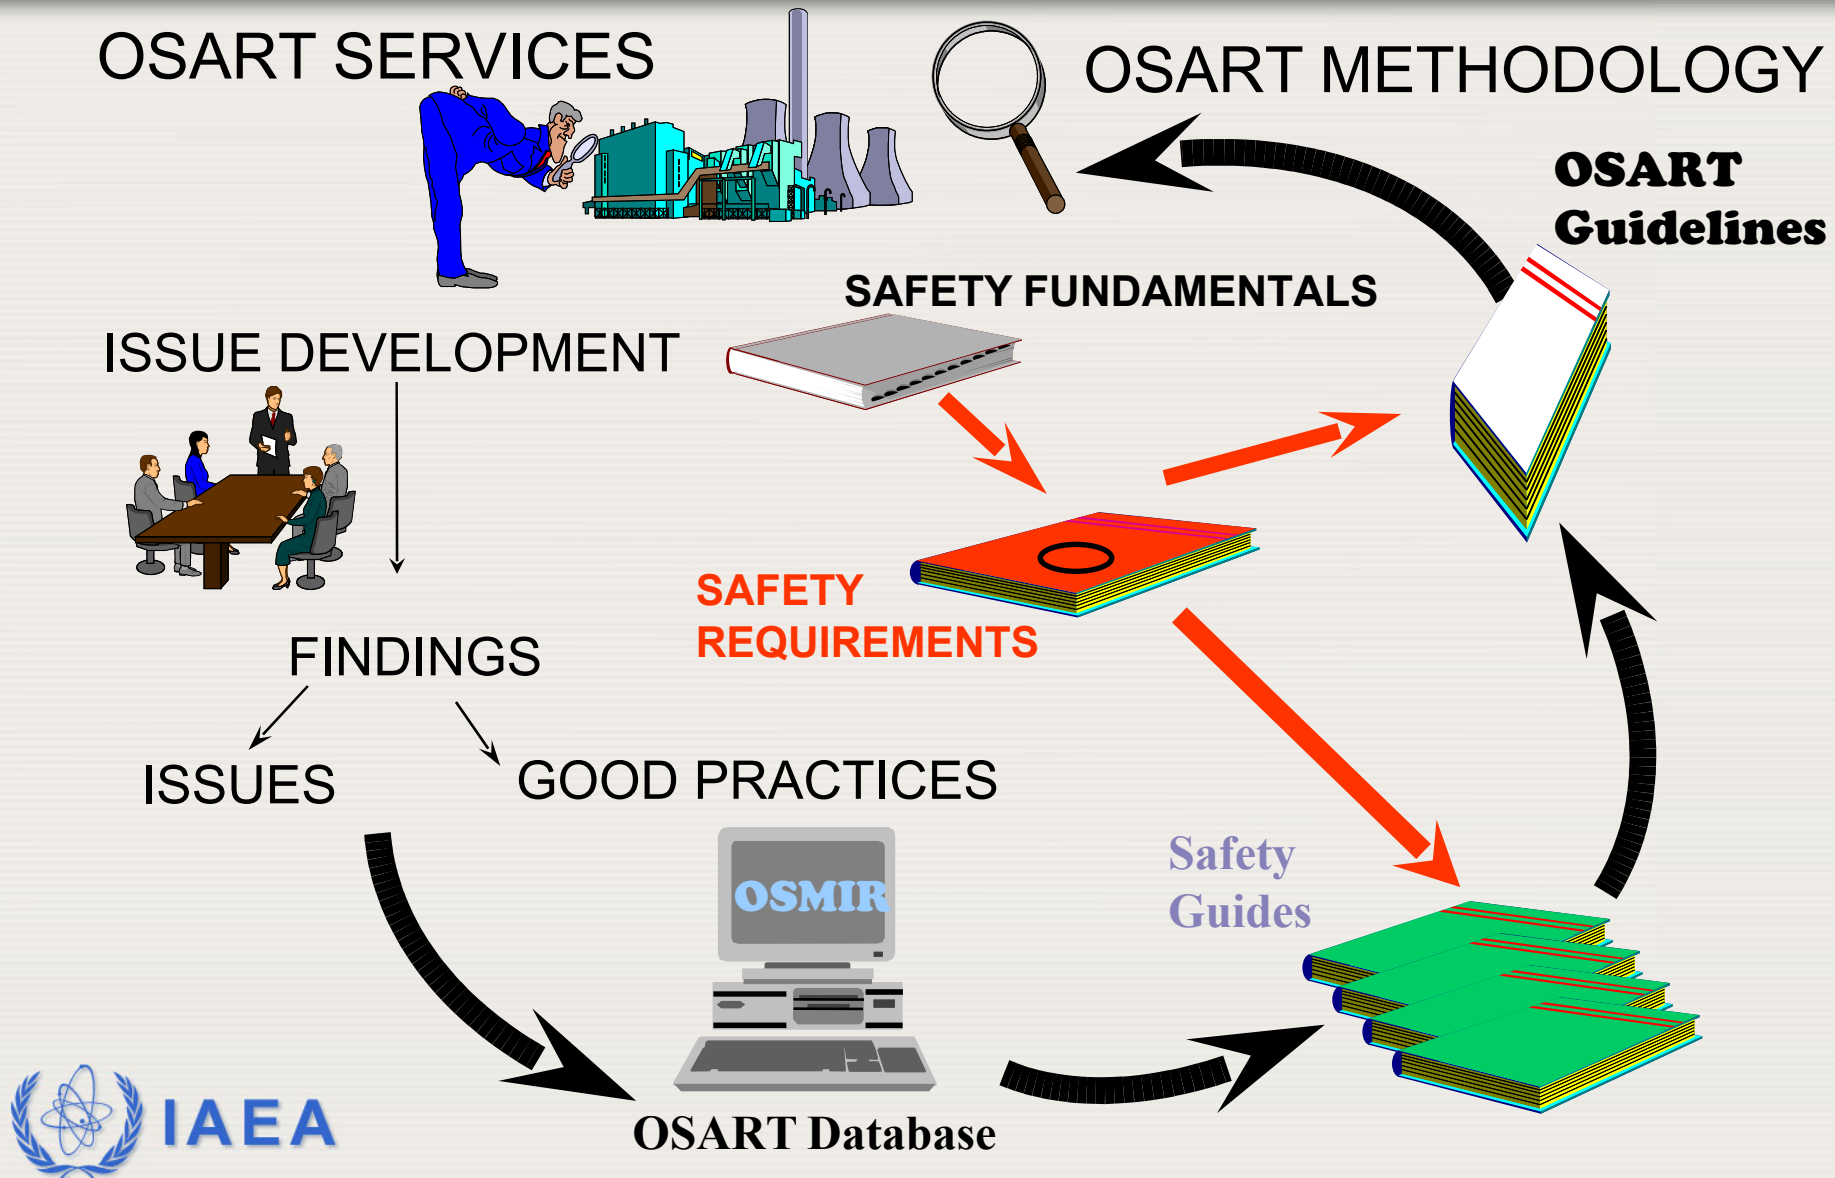 OSART SERVICES
OSART METHODOLOGY
OSART
Guidelines
SAFETY FUNDAMENTALS
ISSUE DEVELOPMENT
SAFETY
REQUIREMENTS
FINDINGS
ISSUES
GOOD PRACTICES
OSMIR
Safety
Guides
OSART Database
IAEA